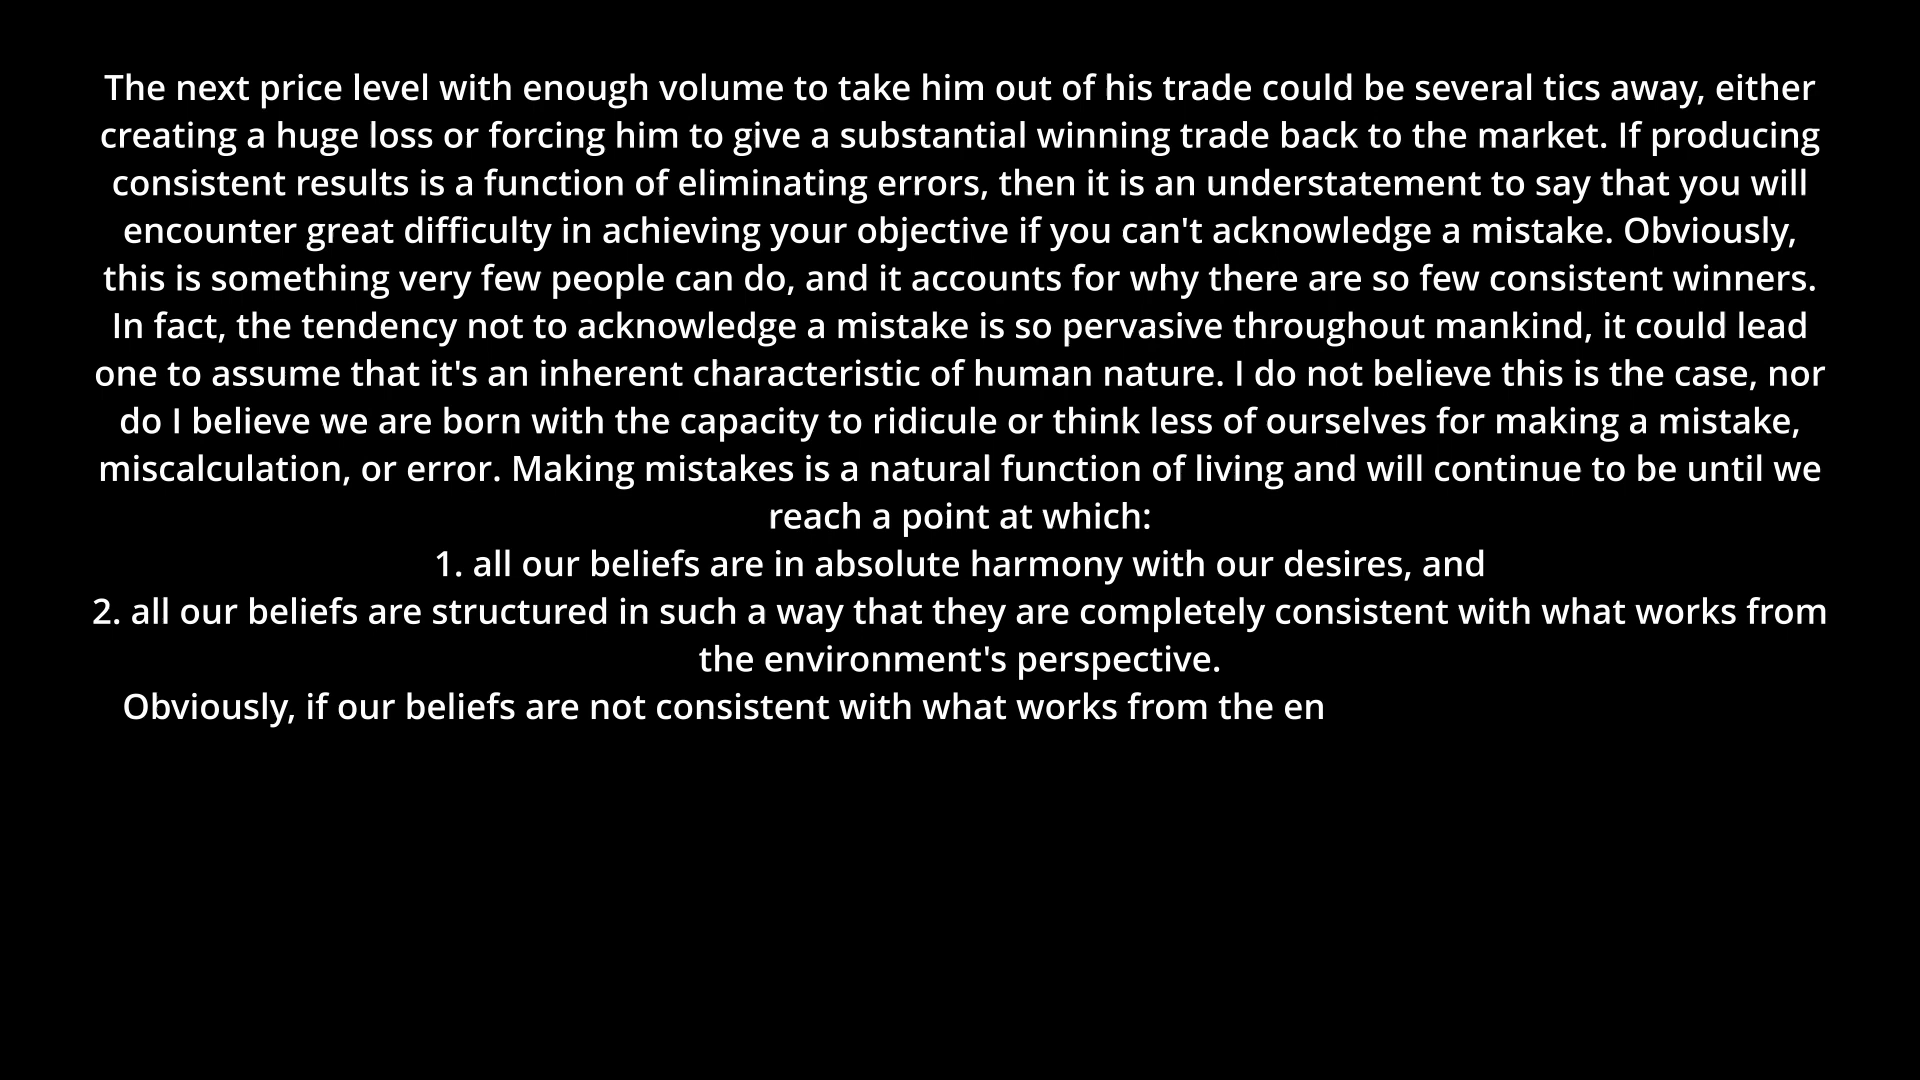 The next price level with enough volume to take him out of his trade could be several tics away, either
creating a huge loss or forcing him to give a substantial winning trade back to the market. If producing
consistent results is a function of eliminating errors, then it is an understatement to say that you will
encounter great difficulty in achieving your objective if you can't acknowledge a mistake. Obviously,
this is something very few people can do, and it accounts for why there are so few consistent winners.
In fact, the tendency not to acknowledge a mistake is so pervasive throughout mankind, it could lead
one to assume that it's an inherent characteristic of human nature. I do not believe this is the case, nor
do I believe we are born with the capacity to ridicule or think less of ourselves for making a mistake,
miscalculation, or error. Making mistakes is a natural function of living and will continue to be until we
reach a point at which:
1. all our beliefs are in absolute harmony with our desires, and
2. all our beliefs are structured in such a way that they are completely consistent with what works from
the environment's perspective.
Obviously, if our beliefs are not consistent with what works from the en